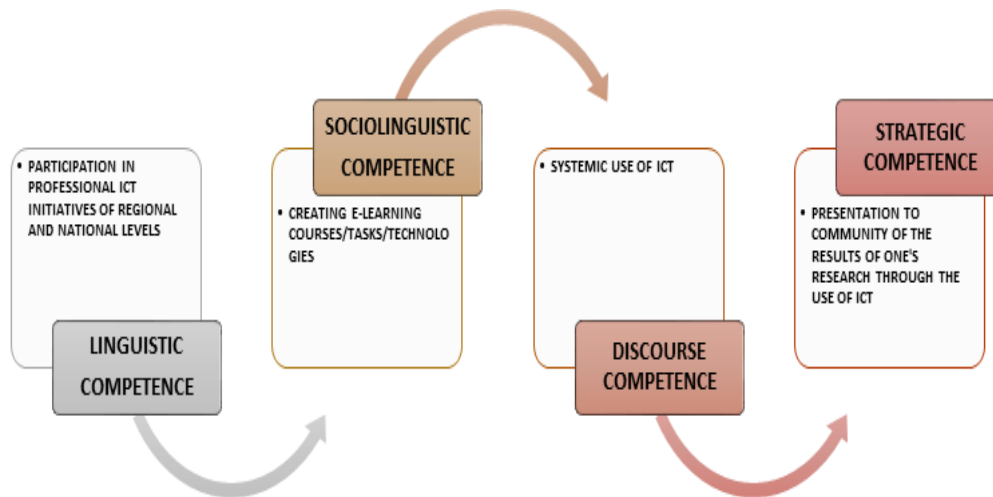 • PARTICIPATION IN
PROFESSIONAL ICT
INITIATIVES OF REGIONAL
AND NATIONAL LEVELS
LINGUISTIC
COMPETENCE
SOCIOLINGUISTIC
COMPETENCE
• CREATING E-LEARNING
COURSES/TASKS/TECHNOLO
GIES
• SYSTEMIC USE OF ICT
DISCOURSE
COMPETENCE
STRATEGIC
COMPETENCE
• PRESENTATION TO
COMMUNITY OF THE
RESULTS OF ONE'S
RESEARCH THROUGH THE
USE OF ICT